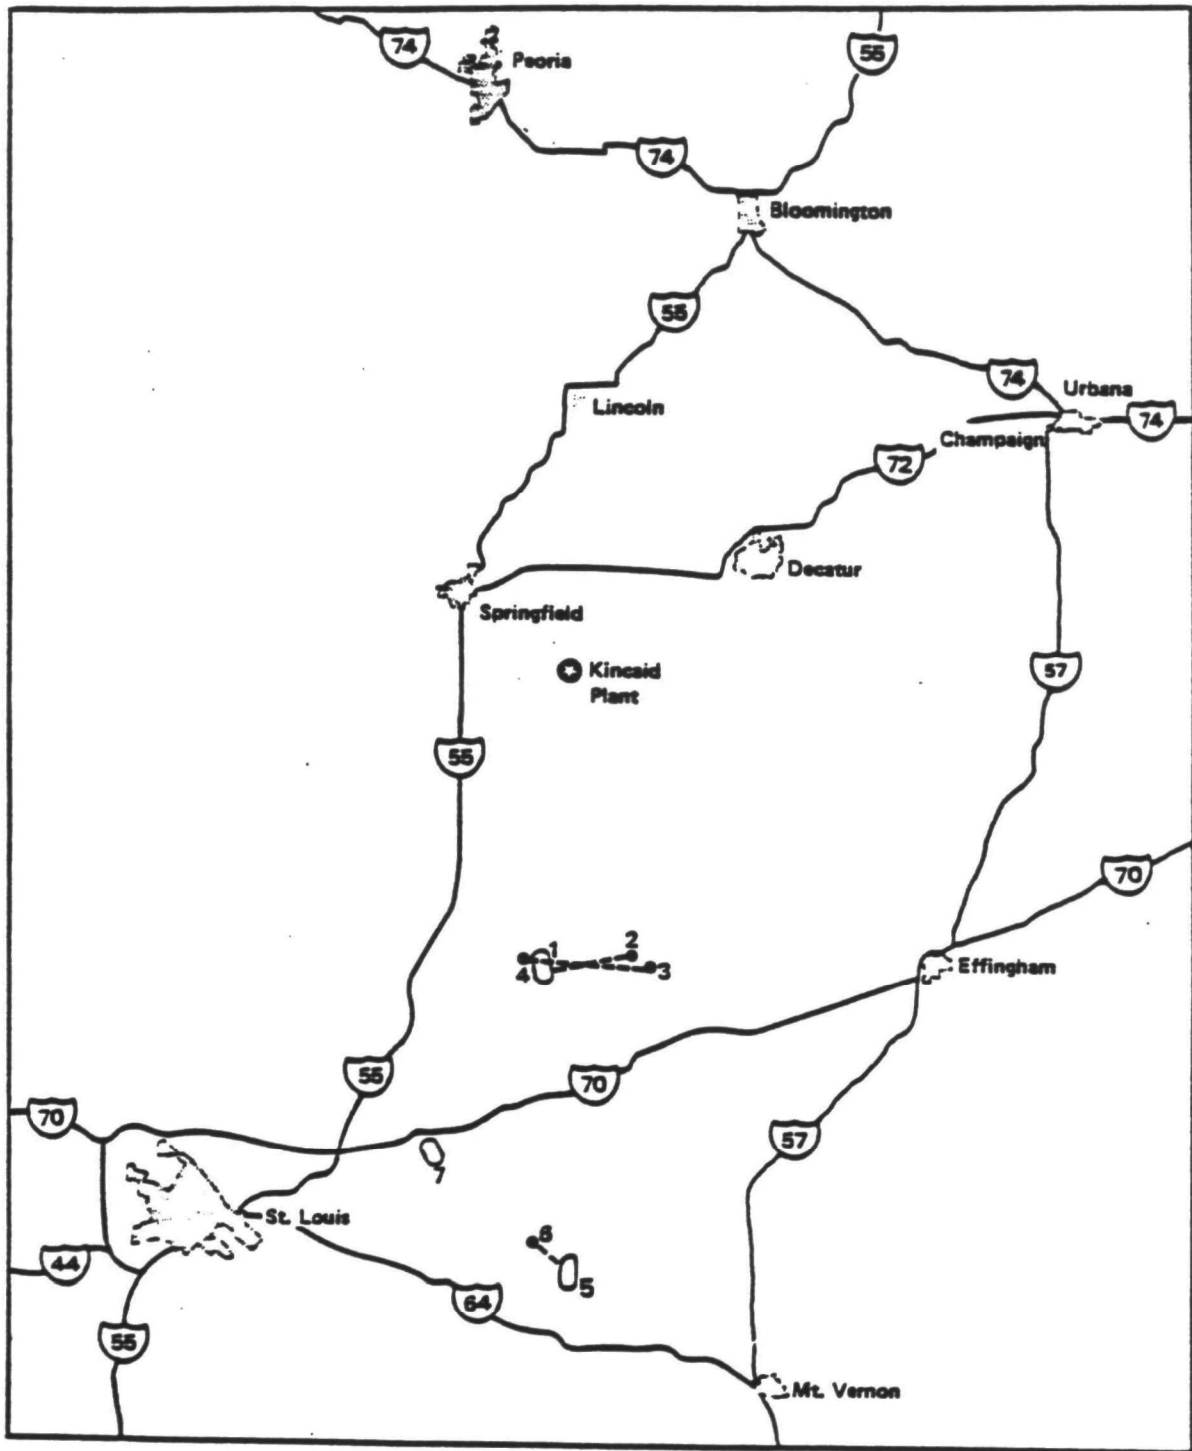 74
Peoria
55
74
Bloomington
55
74
Urbana
Lincoln
74
Champaign
72
Decatur
Springfield
Kincaid
Plant
57
55
70
1
2
4
3
Effingham
55
70
70
57
7
St. Louis
6
44
5
64
55
Mt. Vernon